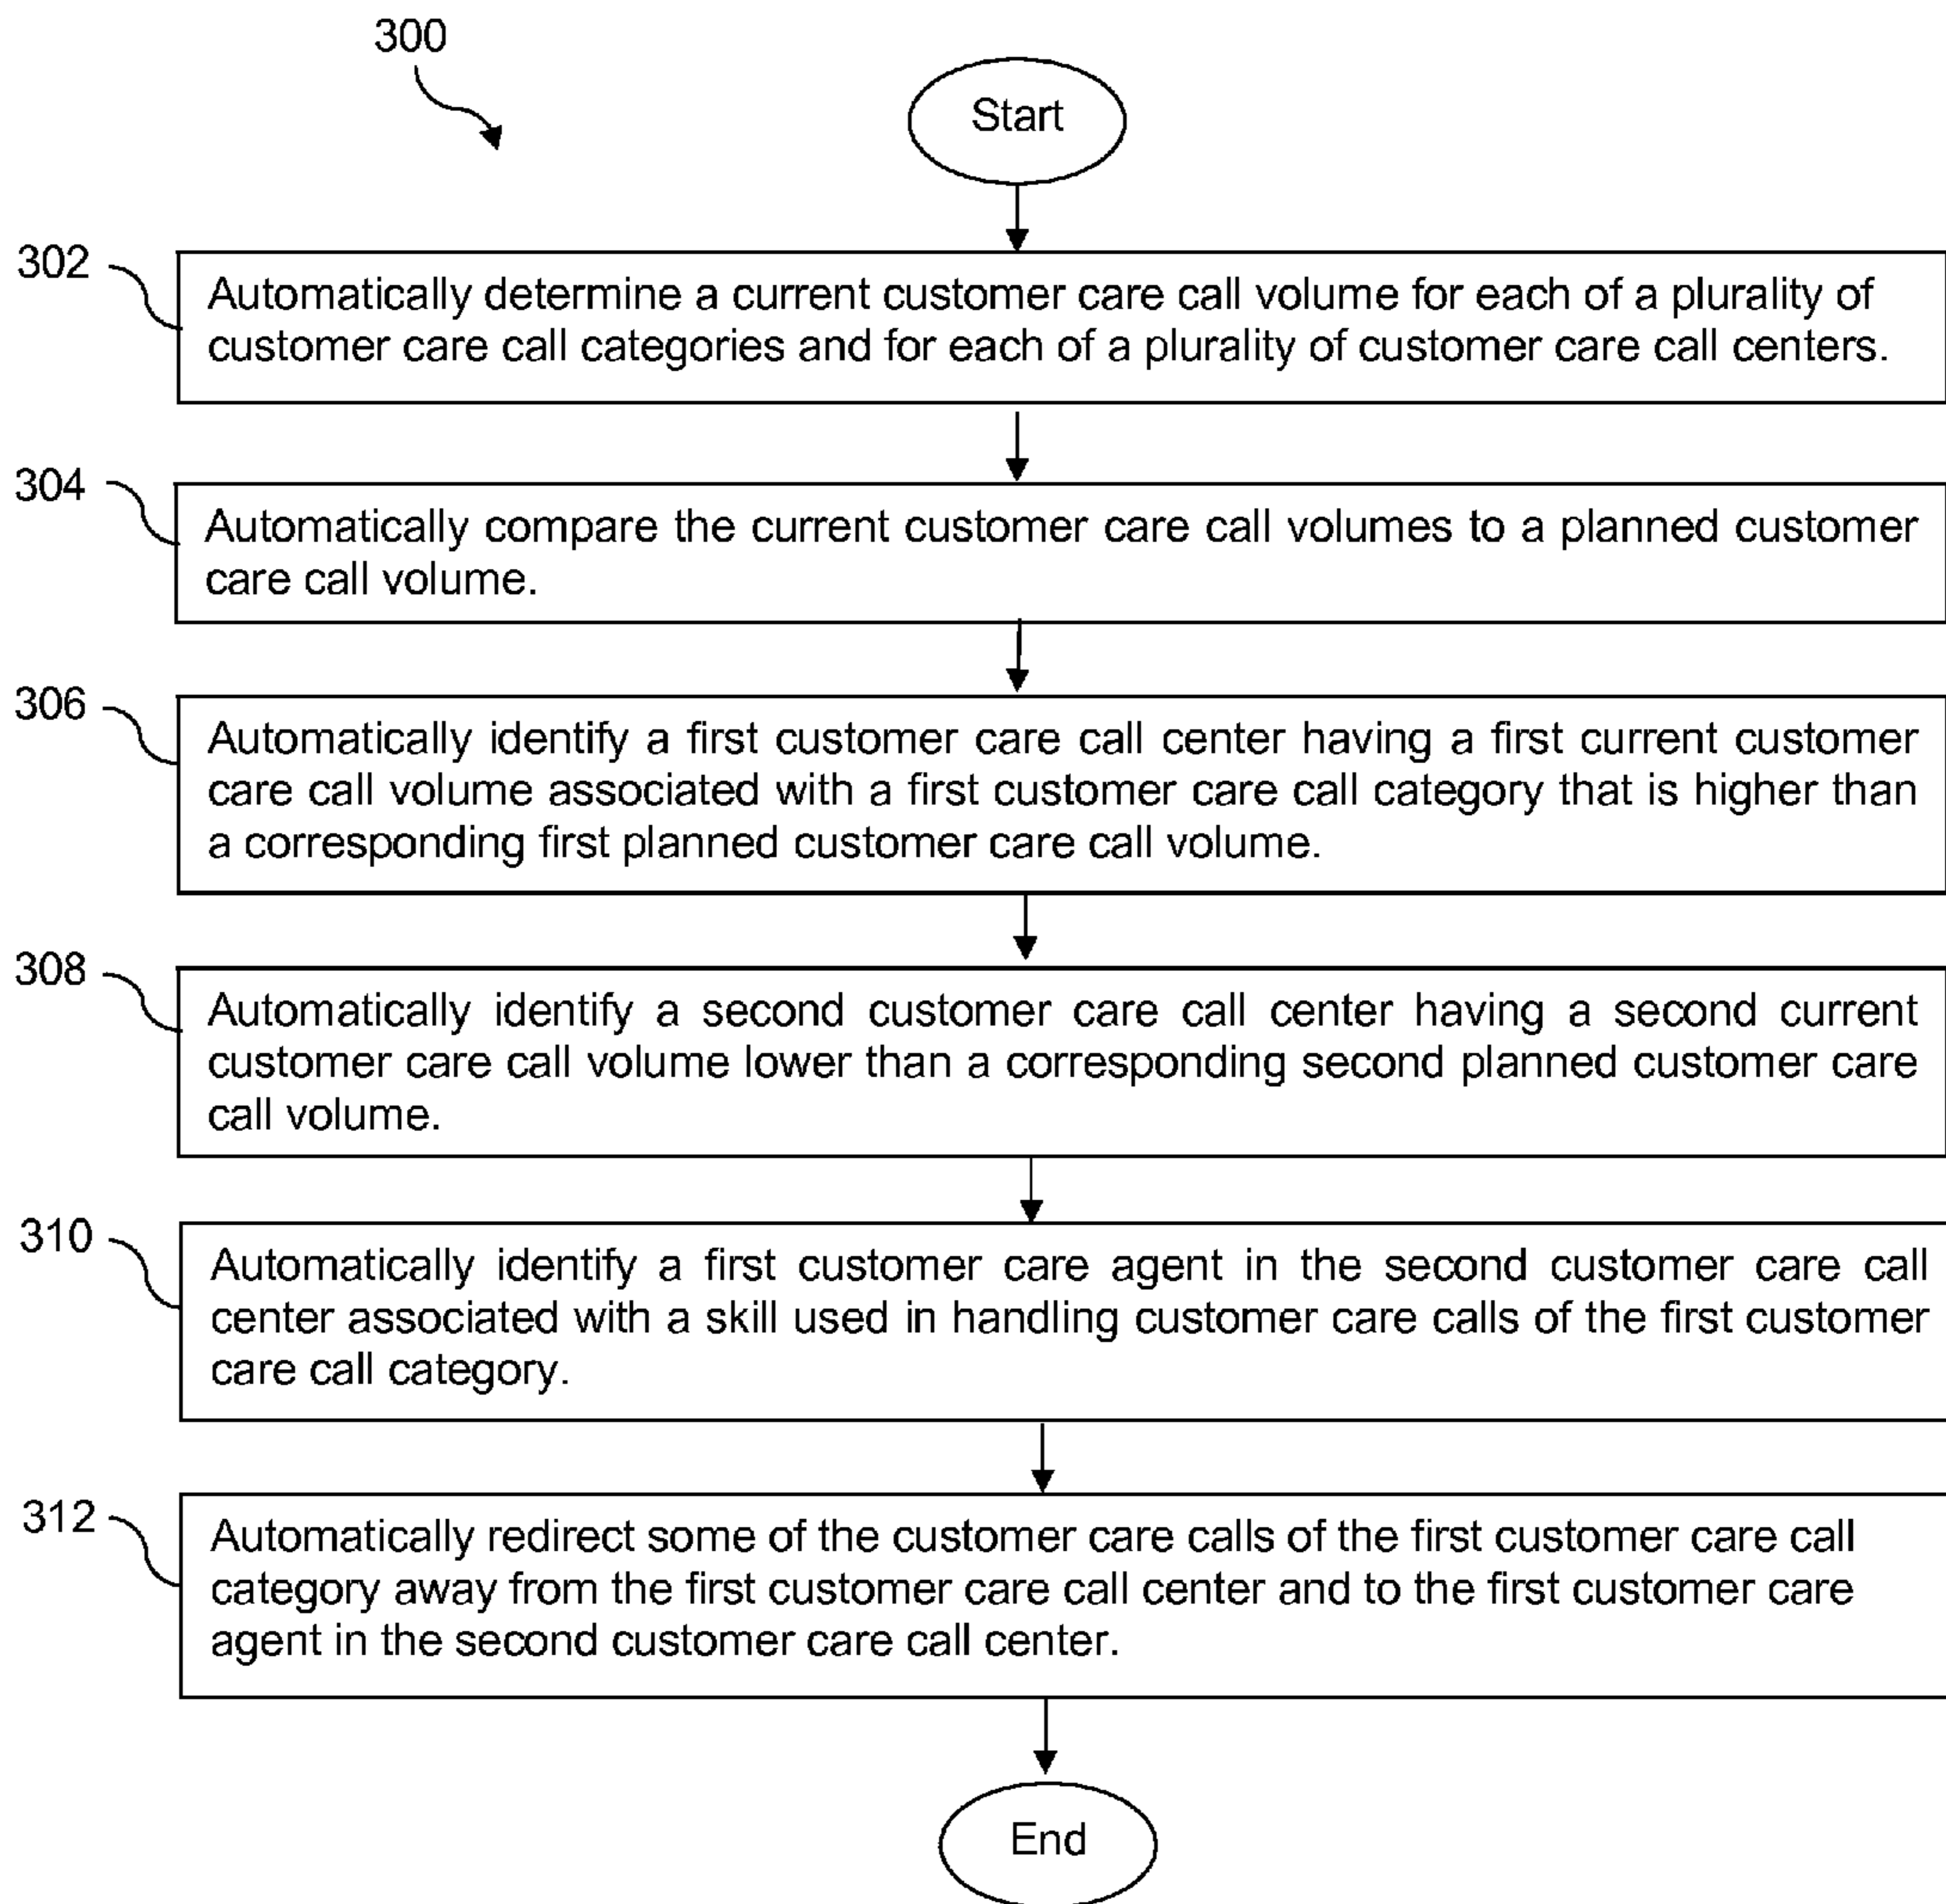 300
Start
302
Automatically determine a current customer care call volume for each of a plurality of
customer care call categories and for each of a plurality of customer care call centers.
304
Automatically compare the current customer care call volumes to a planned customer
care call volume.
306
Automatically identify a first customer care call center having a first current customer
care call volume associated with a first customer care call category that is higher than
a corresponding first planned customer care call volume.
308
Automatically identify a second customer care call center having a second current
customer care call volume lower than a corresponding second planned customer care
call volume.
310
Automatically identify a first customer care agent in the second customer care call
center associated with a skill used in handling customer care calls of the first customer
care call category.
312
Automatically redirect some of the customer care calls of the first customer care call
category away from the first customer care call center and to the first customer care
agent in the second customer care call center.
End